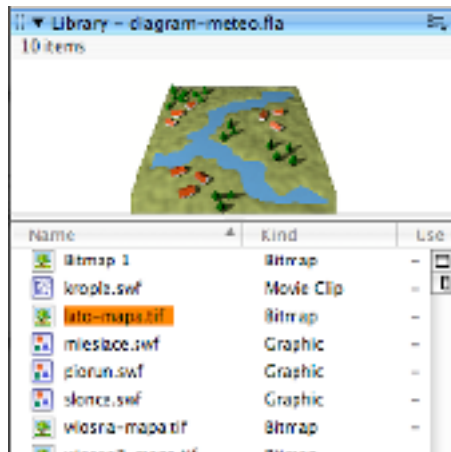 Library - diagram-meteo.fla
10 items
Name Kind Use
Bitmap 1 Bitmap -
krople.swf Movie Clip -
lato-mapa.tif Bitmap -
miesiace.swf Graphic -
piorun.swf Graphic -
slonce.swf Graphic -
wiosna-mapa.tif Bitmap -